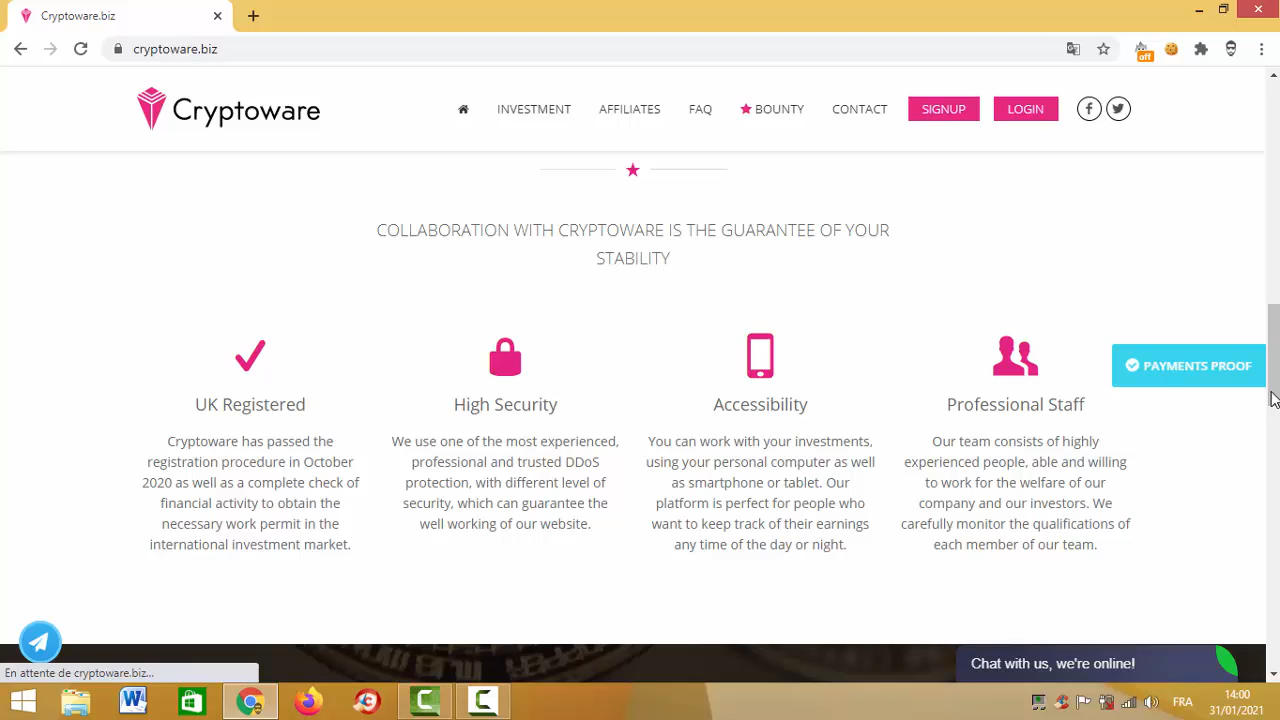 Cryptoware.biz
cryptoware.biz
off
Cryptoware
INVESTMENT
AFFILIATES
FAQ
BOUNTY
CONTACT
SIGNUP
LOGIN
COLLABORATION WITH CRYPTOWARE IS THE GUARANTEE OF YOUR
STABILITY
PAYMENTS PROOF
UK Registered
Cryptoware has passed the
registration procedure in October
2020 as well as a complete check of
financial activity to obtain the
necessary work permit in the
international investment market.
High Security
We use one of the most experienced,
professional and trusted DDoS
protection, with different level of
security, which can guarantee the
well working of our website.
Accessibility
You can work with your investments,
using your personal computer as well
as smartphone or tablet. Our
platform is perfect for people who
want to keep track of their earnings
any time of the day or night.
Professional Staff
Our team consists of highly
experienced people, able and willing
to work for the welfare of our
company and our investors. We
carefully monitor the qualifications of
each member of our team.
Chat with us, we're online!
En attente de cryptoware.biz...
FRA
14:00
31/01/2021